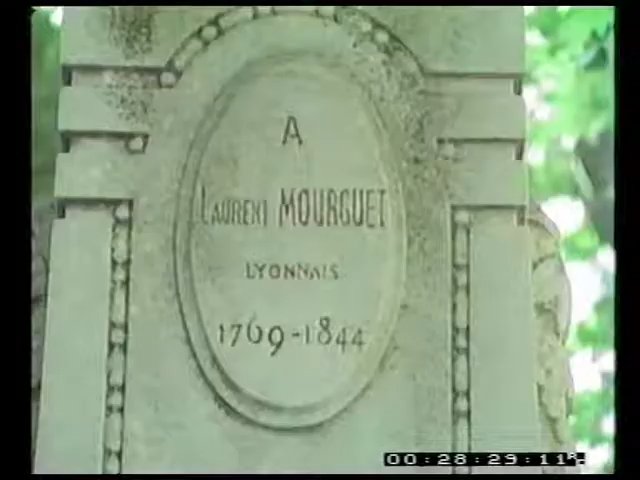 A
LAURENT MOURGUET
LYONNAIS
1769-1844
00:28:29:11